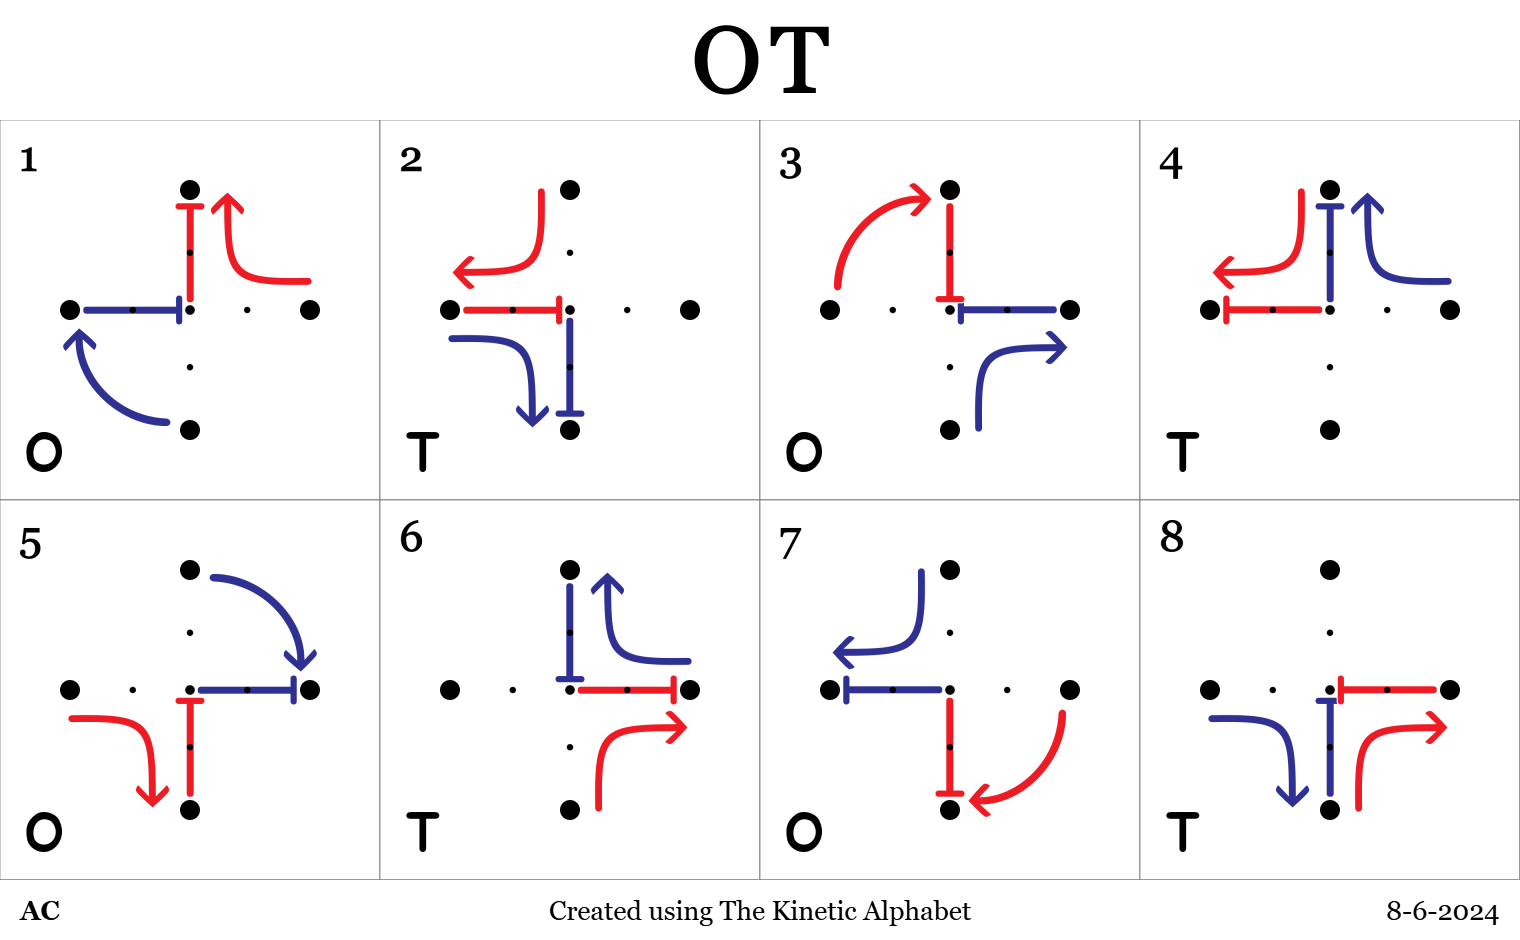 OT
1 2 3 4
O T O T
5 6 7 8
O T O T
AC Created using The Kinetic Alphabet 8-6-2024